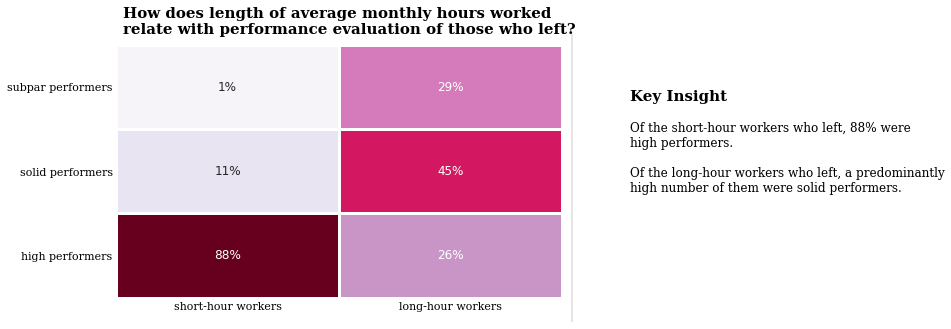 How does length of average monthly hours worked
relate with performance evaluation of those who left?
subpar performers
1%
29%
solid performers
11%
45%
high performers
88%
26%
short-hour workers
long-hour workers
Key Insight
Of the short-hour workers who left, 88% were
high performers.
Of the long-hour workers who left, a predominantly
high number of them were solid performers.